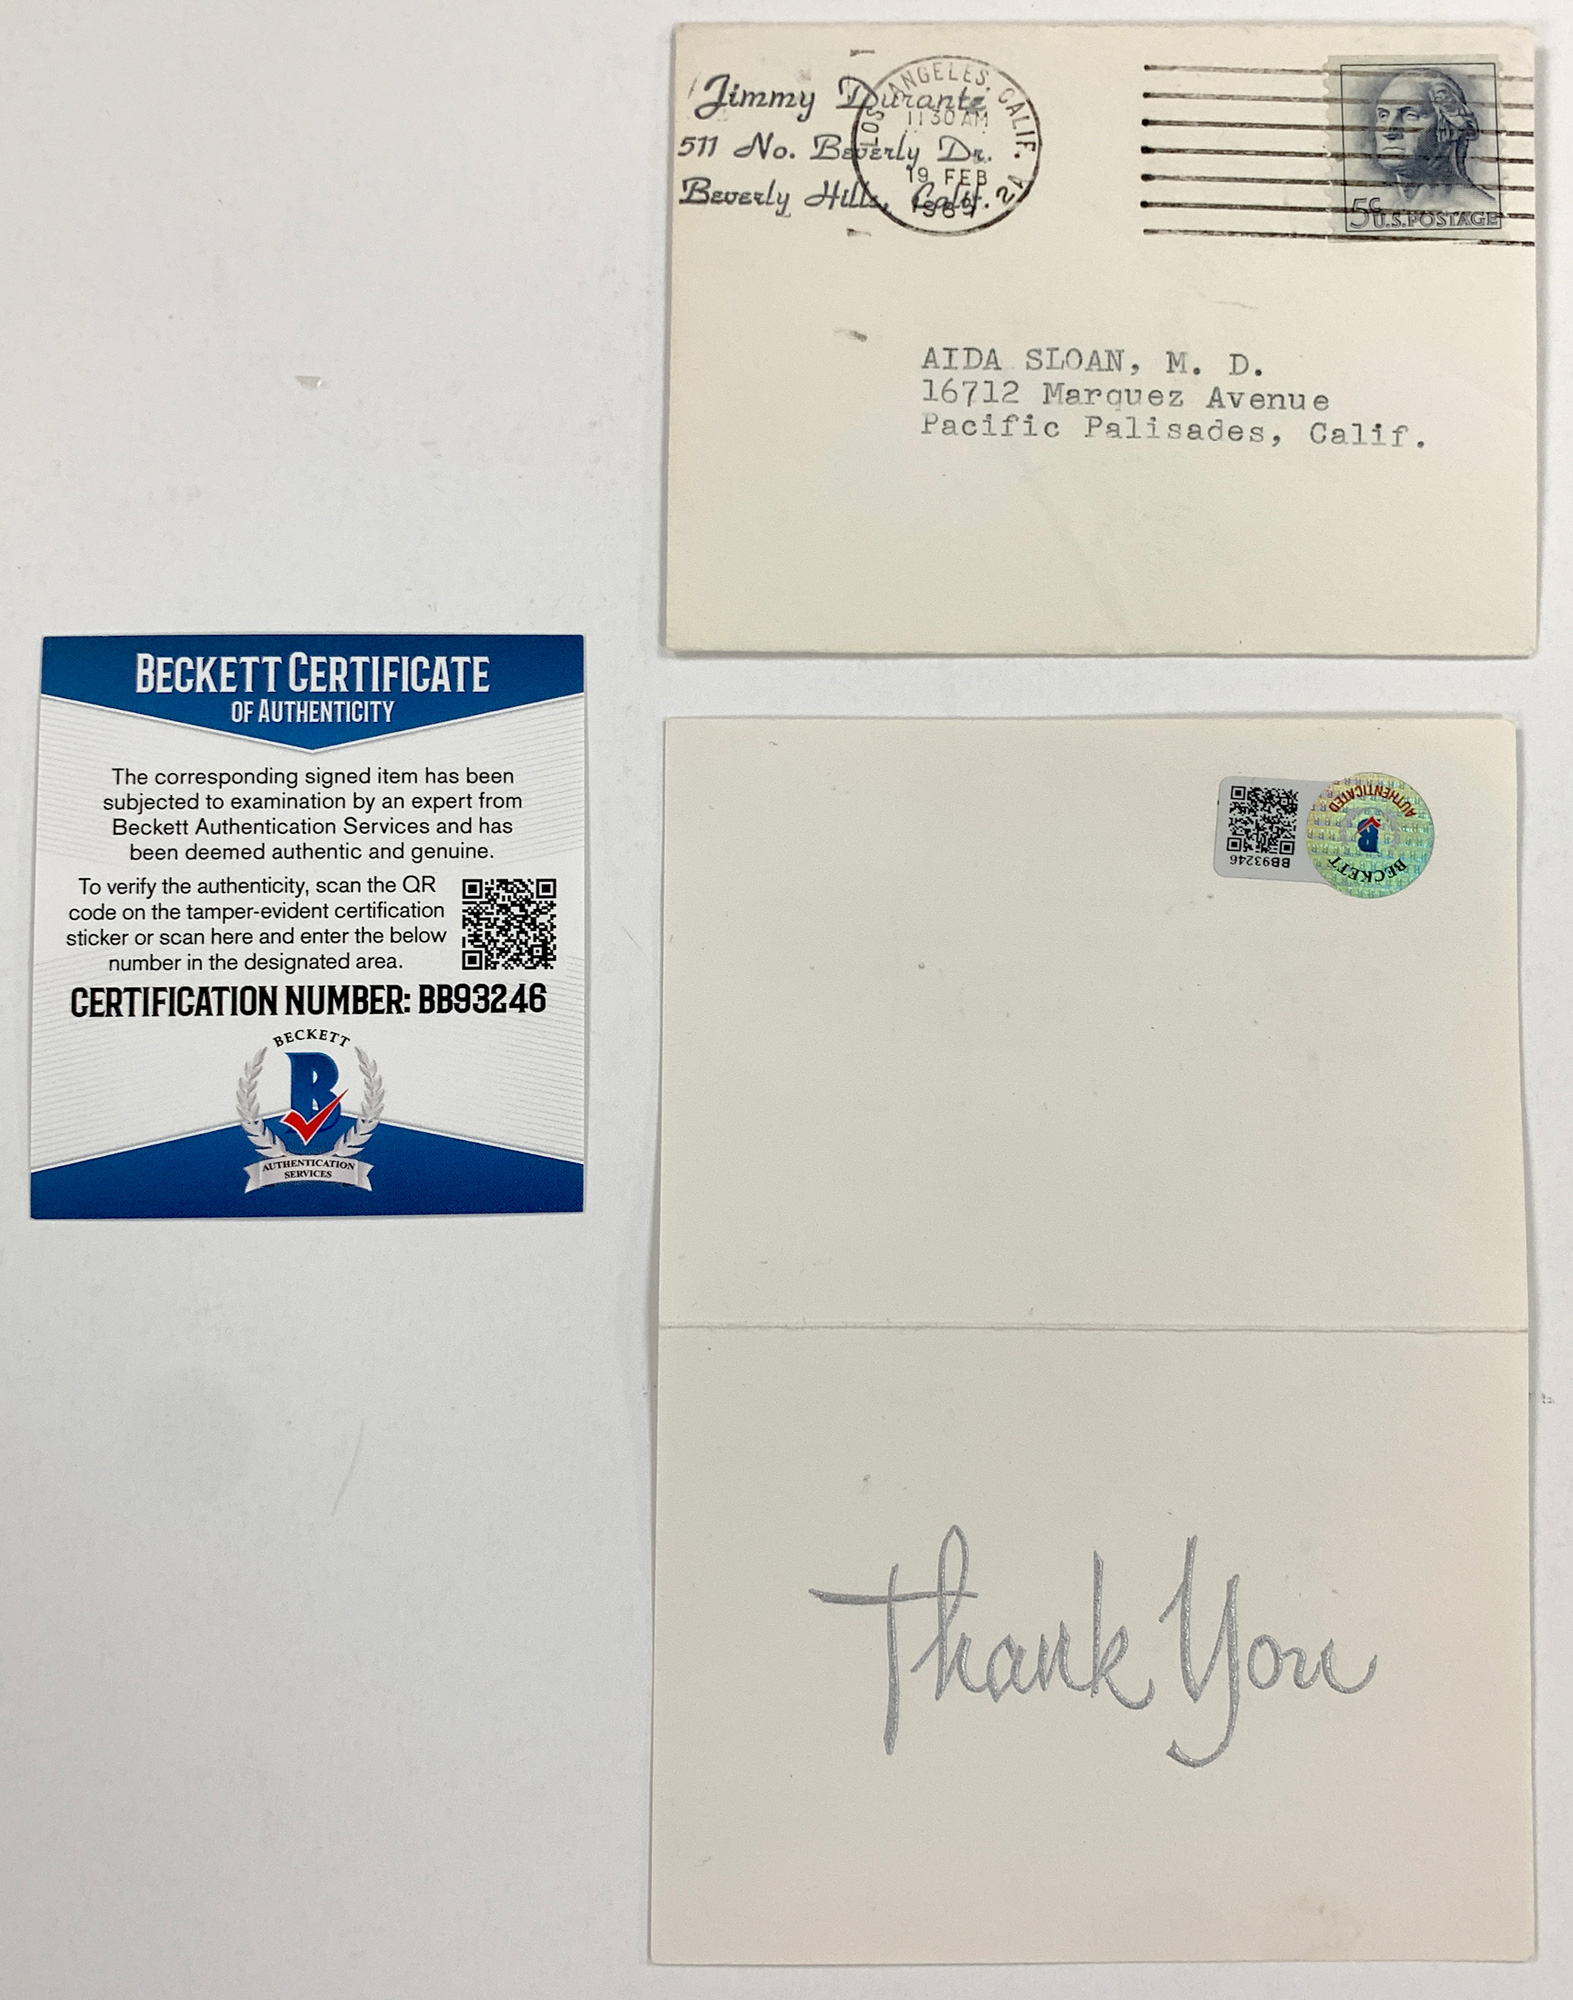 Jimmy Durante
511 No. Beverly Dr.
Beverly Hills, Calif.
LOS ANGELES, CALIF. 24
11 30 AM
19 FEB
5¢
U.S. POSTAGE
AIDA SLOAN, M. D.
16712 Marquez Avenue
Pacific Palisades, Calif.
BECKETT CERTIFICATE
OF AUTHENTICITY
The corresponding signed item has been
subjected to examination by an expert from
Beckett Authentication Services and has
been deemed authentic and genuine.
To verify the authenticity, scan the QR
code on the tamper-evident certification
sticker or scan here and enter the below
number in the designated area.
CERTIFICATION NUMBER: BB93246
BECKETT
B
AUTHENTICATION
SERVICES
BB93246
BECKETT
B
AUTHENTICATED
Thank You